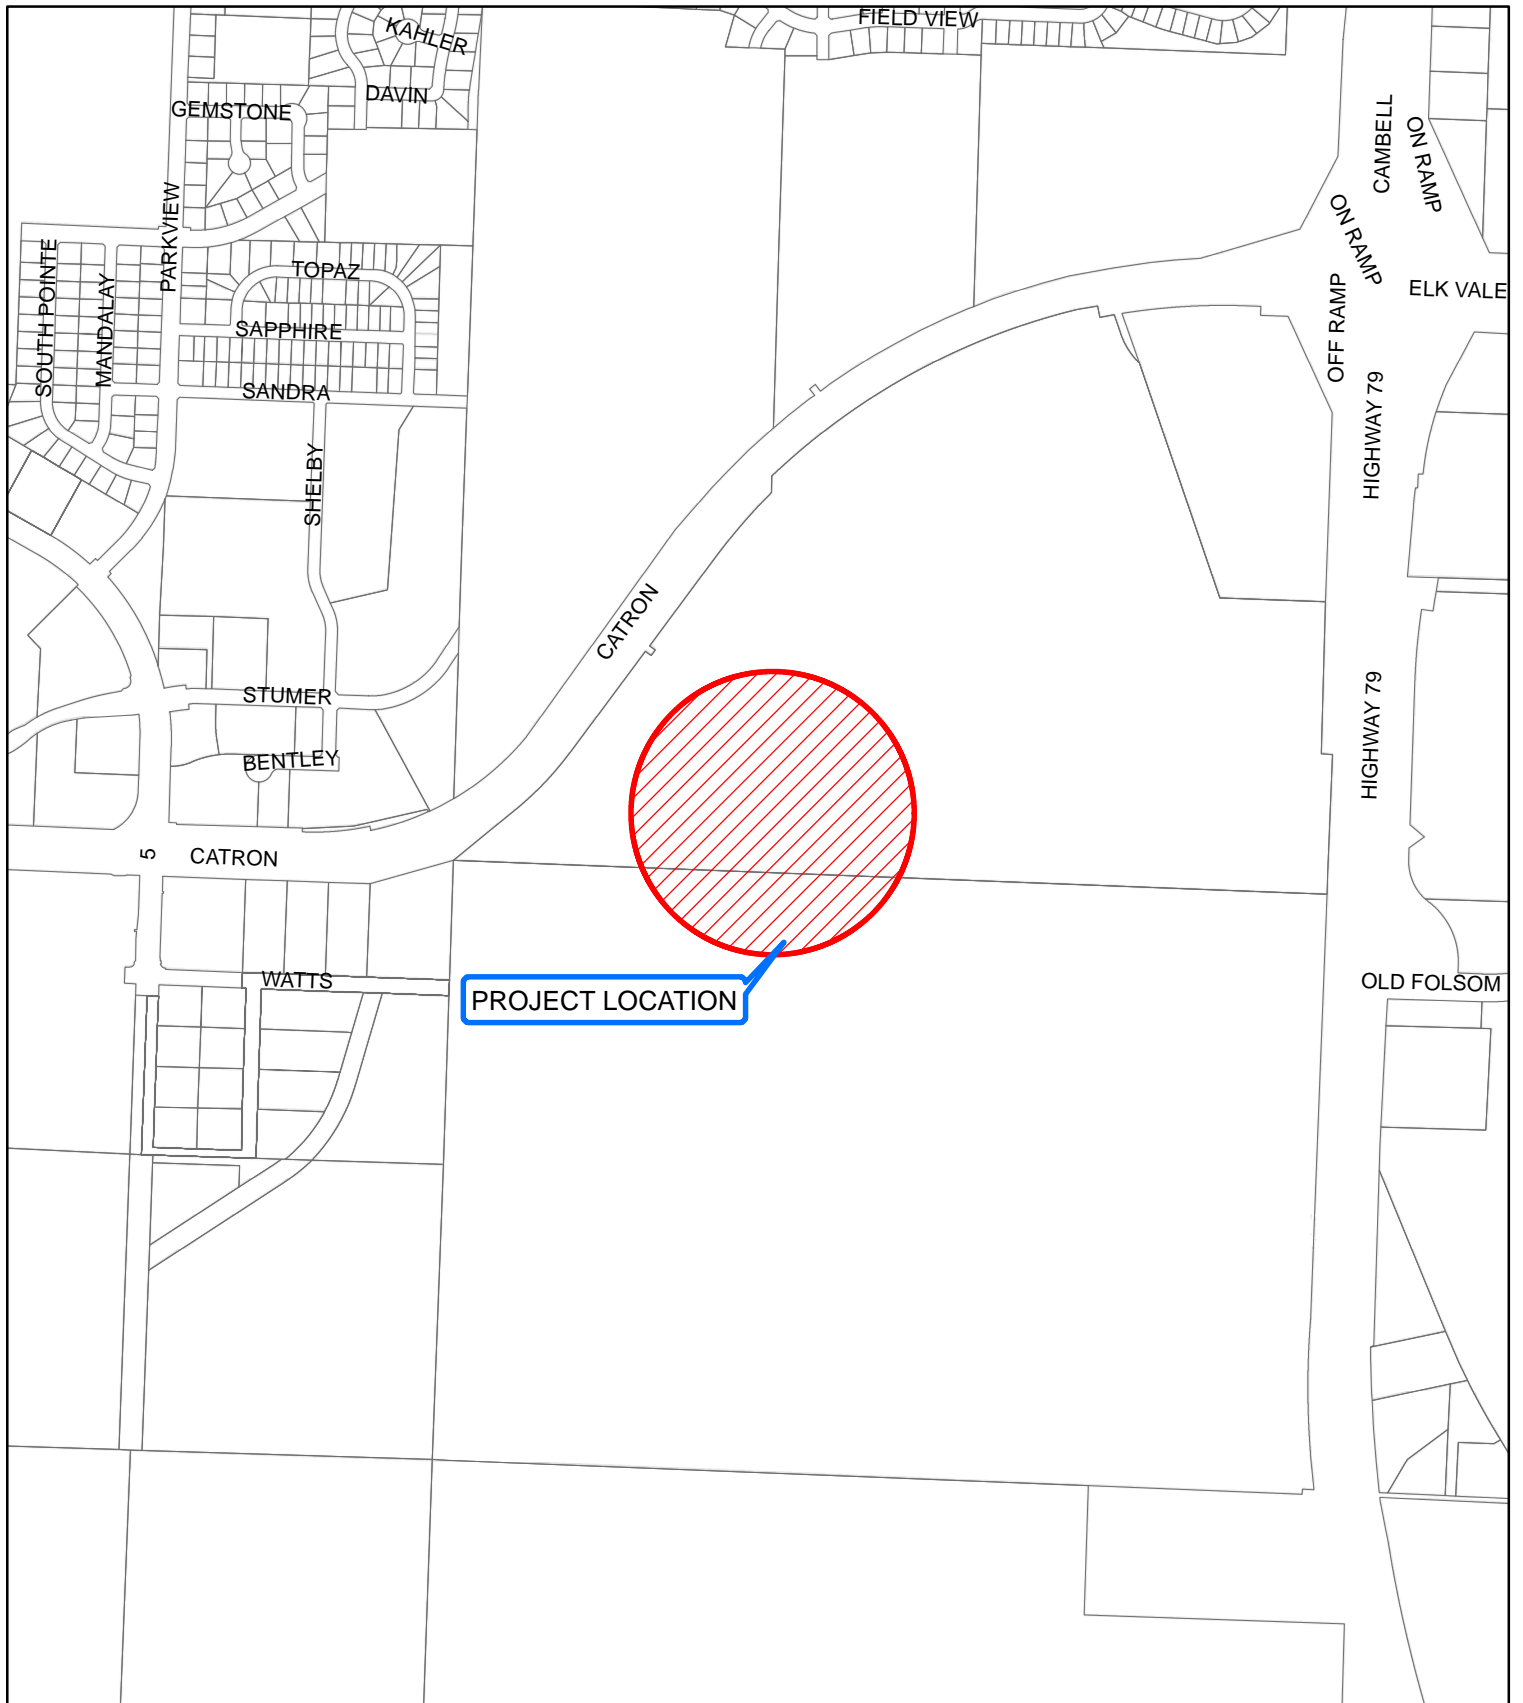 FIELD VIEW
KAHLER
DAVIN
GEMSTONE
CAMBELL
ON RAMP
PARKVIEW
ON RAMP
SOUTH POINTE
MANDALAY
TOPAZ
ELK VALE
OFF RAMP
SAPPHIRE
SANDRA
HIGHWAY 79
SHELBY
CATRON
STUMER
HIGHWAY 79
BENTLEY
5
CATRON
WATTS
OLD FOLSOM
PROJECT LOCATION